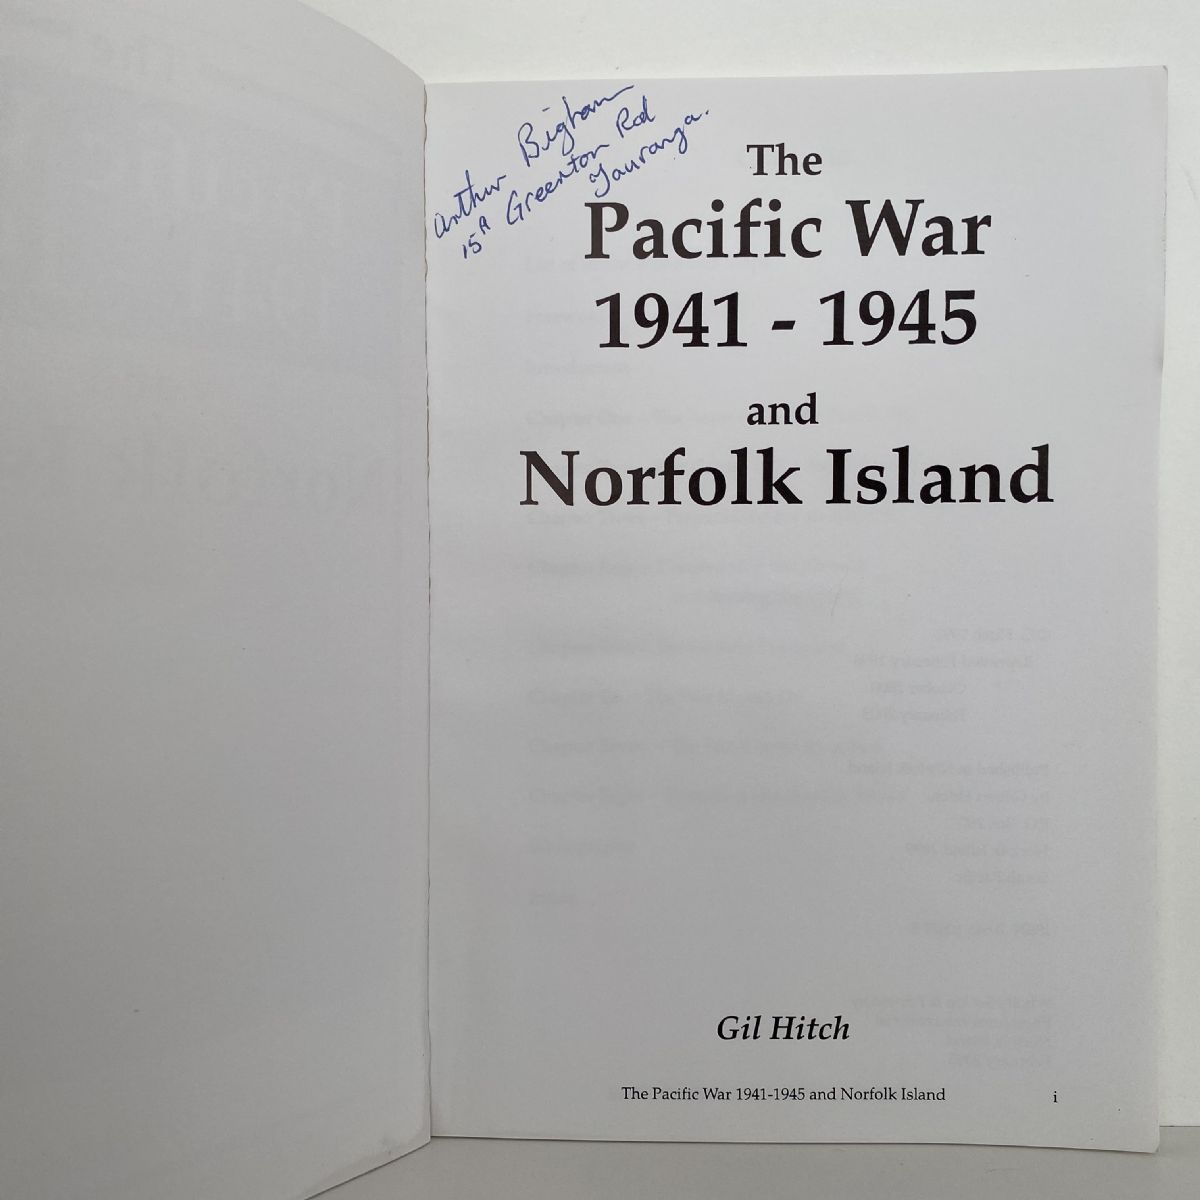 Arthur Bigham
15A Greerton Rd
Tauranga.
The
Pacific War
1941 - 1945
and
Norfolk Island
Gil Hitch
The Pacific War 1941-1945 and Norfolk Island i